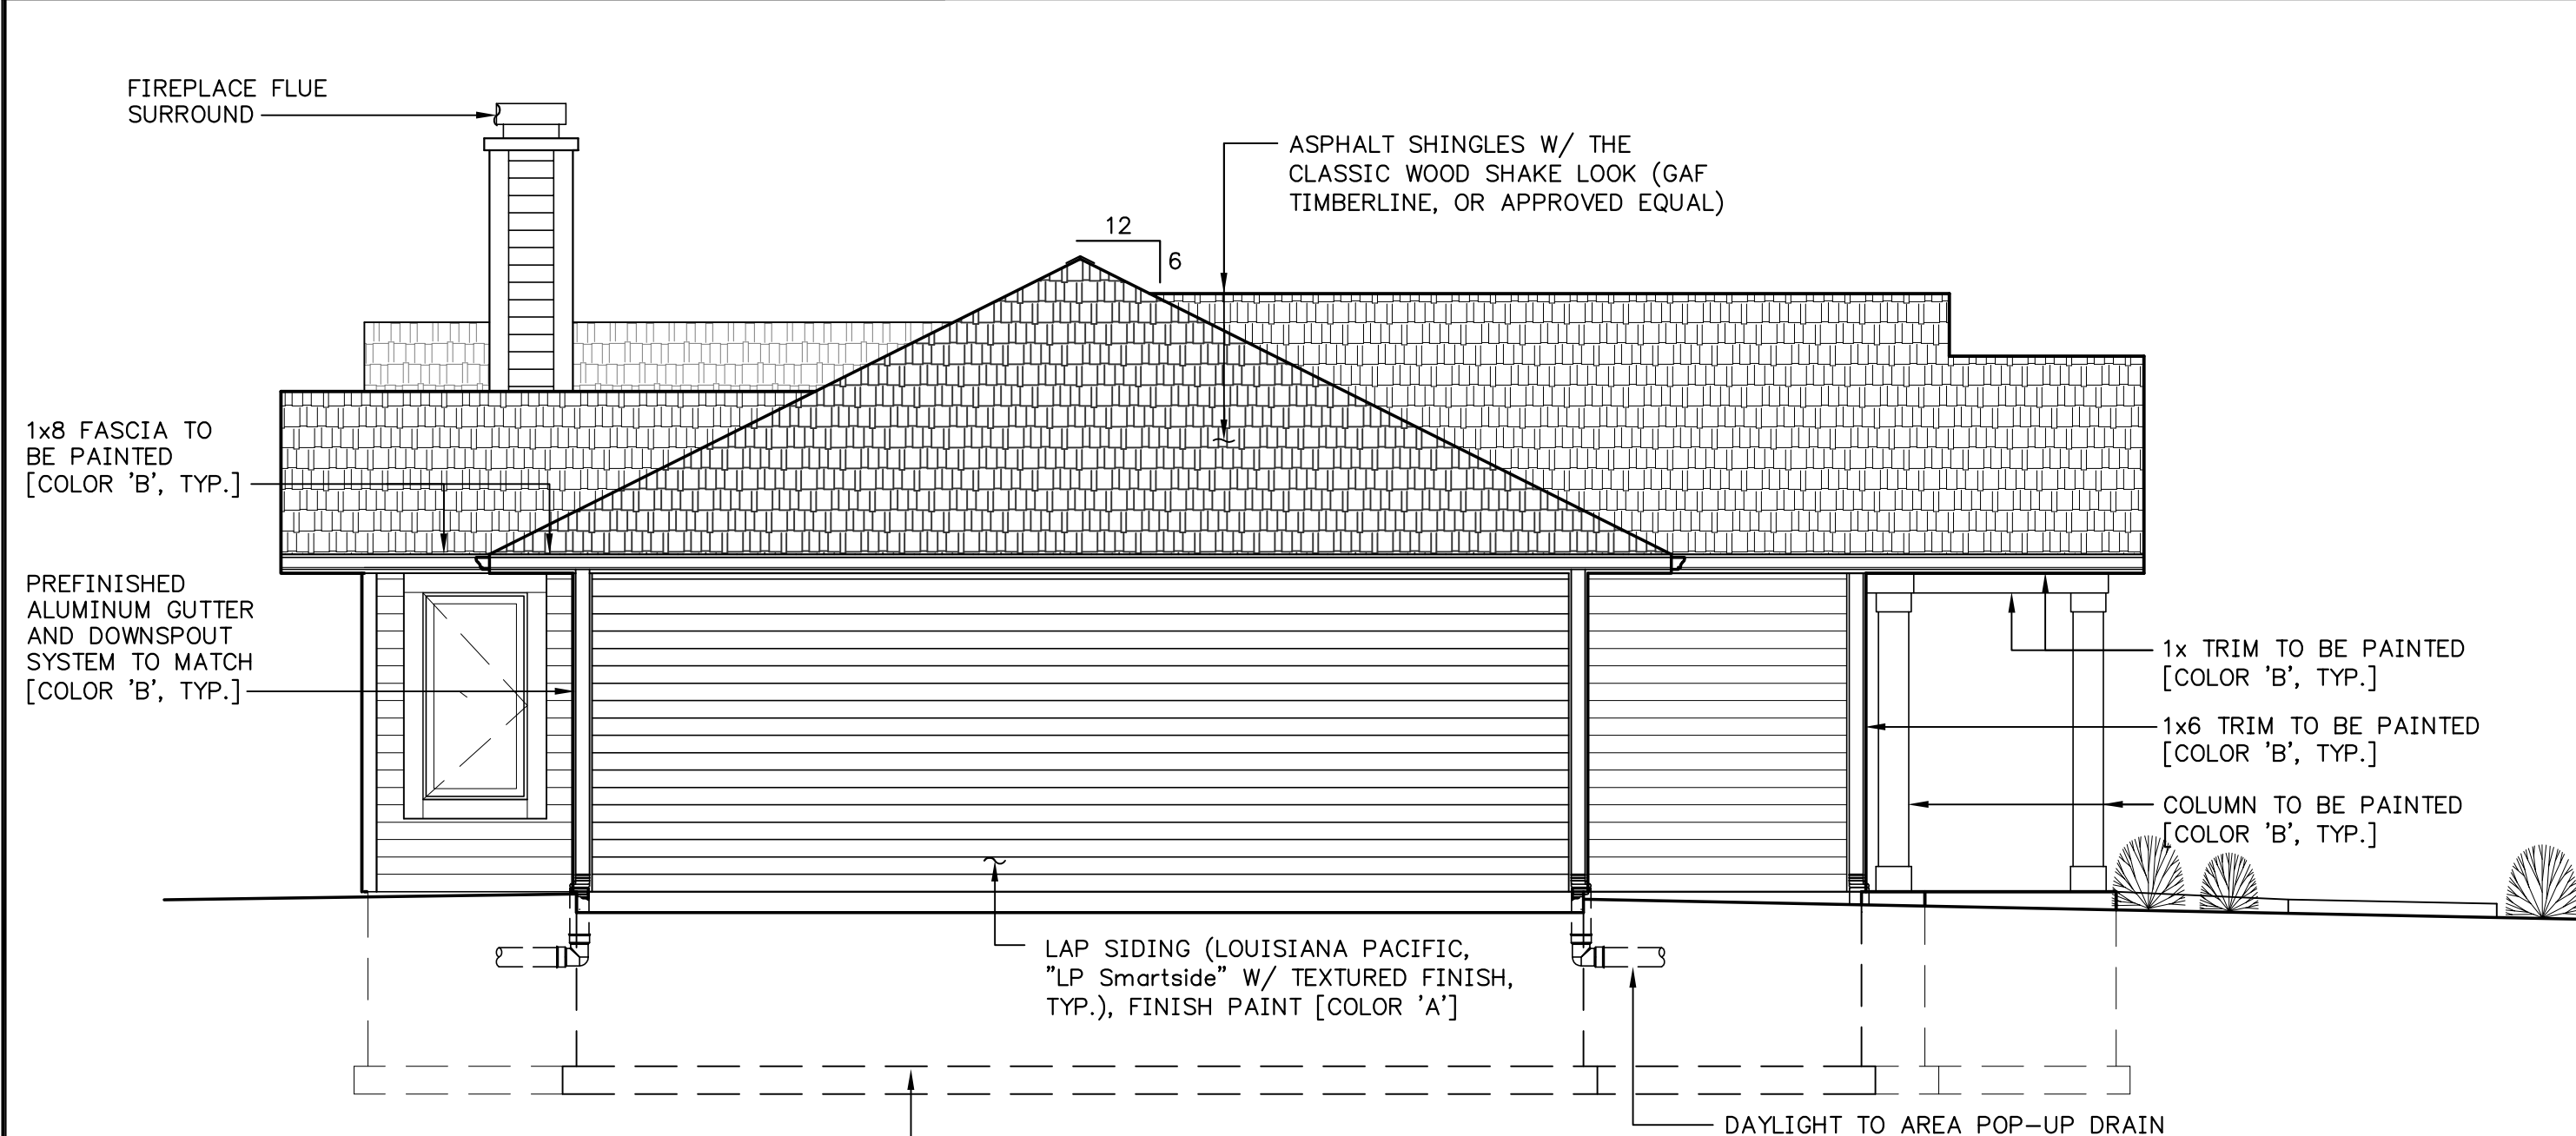 FIREPLACE FLUE
SURROUND
ASPHALT SHINGLES W/ THE
CLASSIC WOOD SHAKE LOOK (GAF
TIMBERLINE, OR APPROVED EQUAL)
12
6
1x8 FASCIA TO
BE PAINTED
[COLOR 'B', TYP.]
PREFINISHED
ALUMINUM GUTTER
AND DOWNSPOUT
SYSTEM TO MATCH
[COLOR 'B', TYP.]
1x TRIM TO BE PAINTED
[COLOR 'B', TYP.]
1x6 TRIM TO BE PAINTED
[COLOR 'B', TYP.]
COLUMN TO BE PAINTED
[COLOR 'B', TYP.]
LAP SIDING (LOUISIANA PACIFIC,
"LP Smartside" W/ TEXTURED FINISH,
TYP.), FINISH PAINT [COLOR 'A']
DAYLIGHT TO AREA POP-UP DRAIN